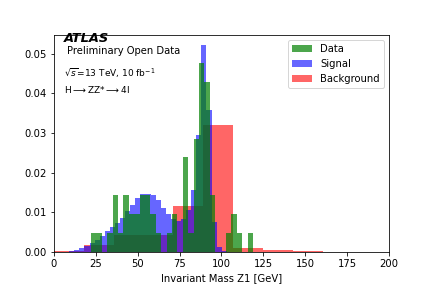 ATLAS
Preliminary Open Data
√s=13 TeV, 10 fb⁻¹
H⟶ZZ*⟶4l
Data
Signal
Background
0.05
0.04
0.03
0.02
0.01
0.00
0 25 50 75 100 125 150 175 200
Invariant Mass Z1 [GeV]